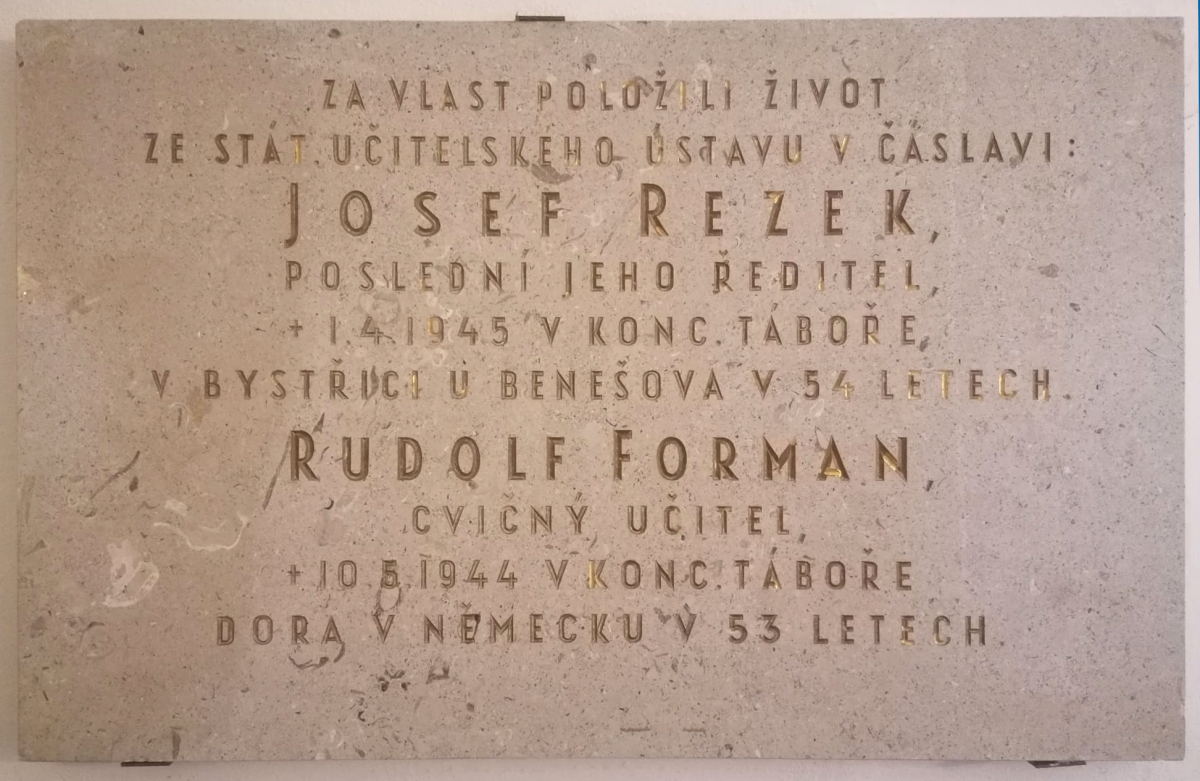 ZA VLAST POLOŽILI ŽIVOT
ZE STÁT. UČITELSKÉHO ÚSTAVU V ČÁSLAVI:
JOSEF REZEK,
POSLEDNÍ JEHO ŘEDITEL,
+ 1.4.1945 V KONC. TÁBOŘE,
V BYSTŘICI U BENEŠOVA V 54 LETECH.
RUDOLF FORMAN,
CVIČNÝ UČITEL,
+ 10.5.1944 V KONC. TÁBOŘE
DORA V NĚMECKU V 53 LETECH.